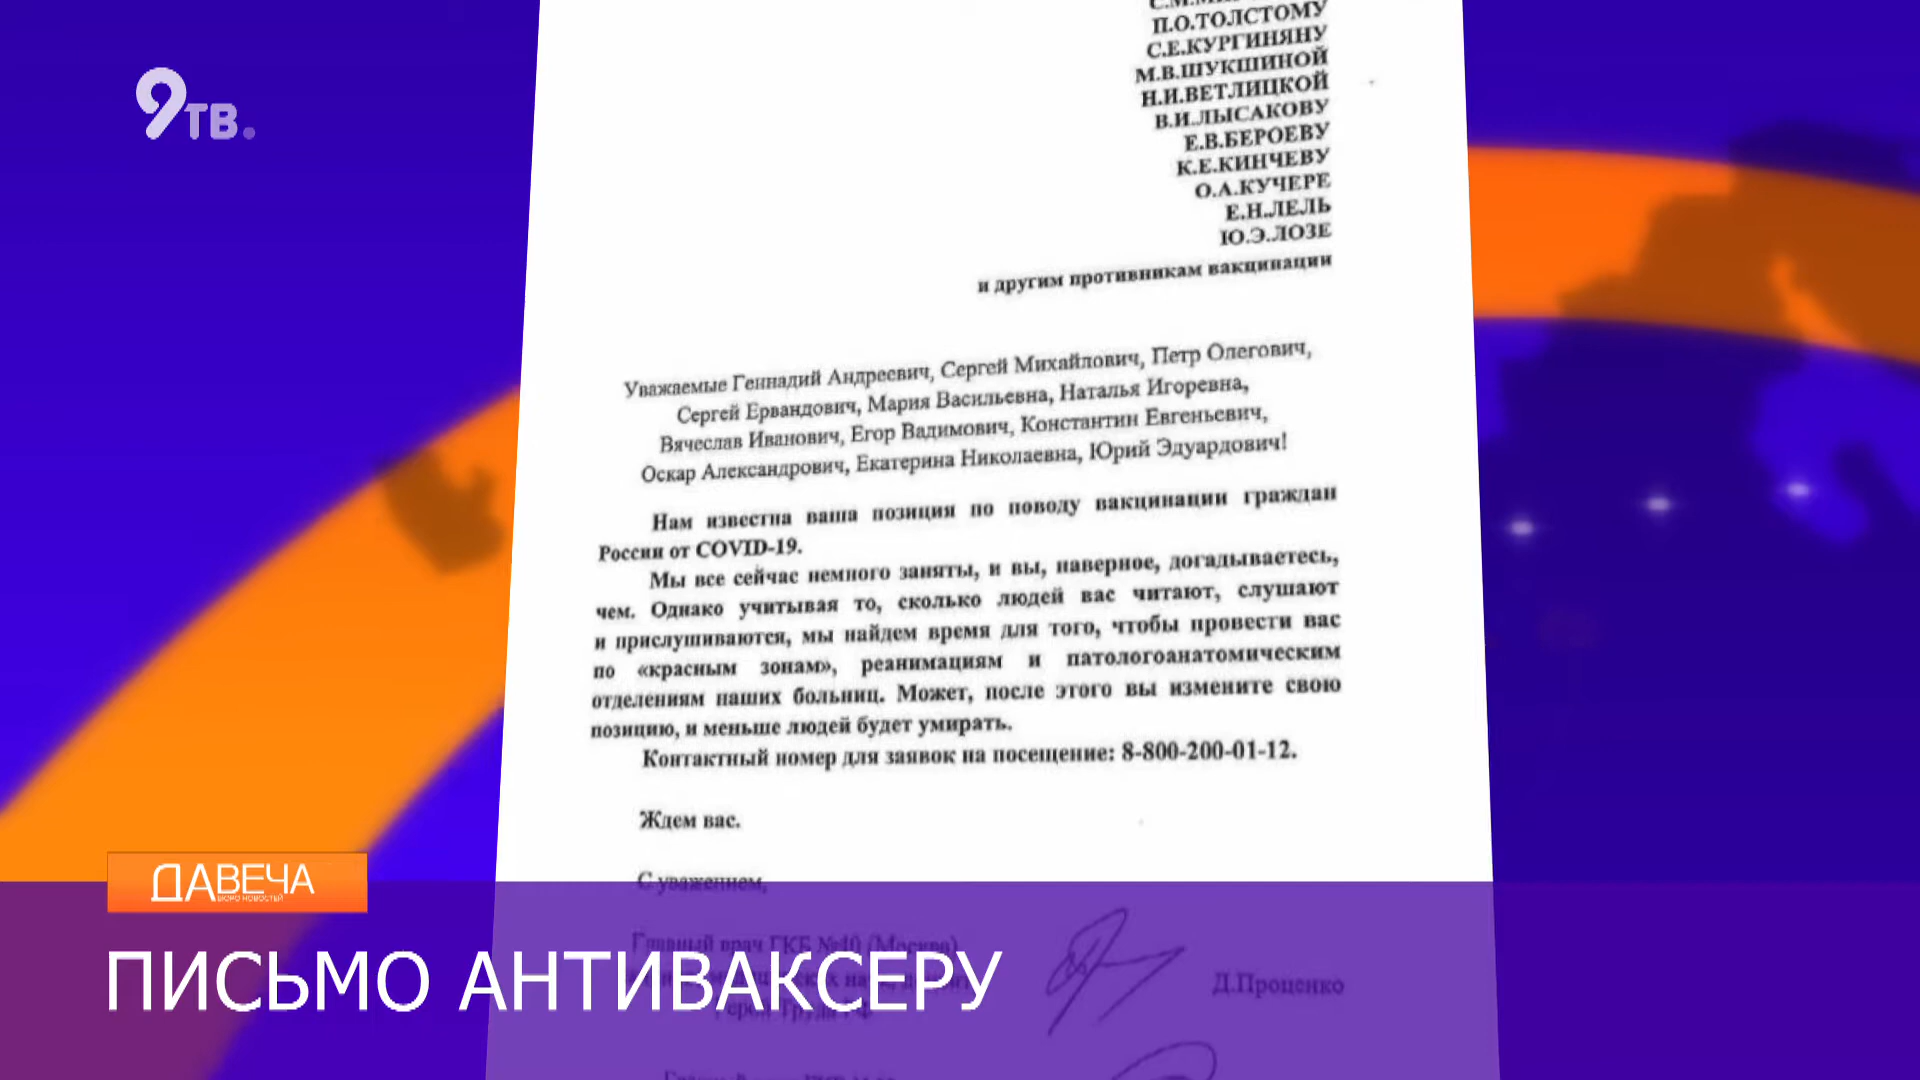 П.О.ТОЛСТОМУ
С.Е.КУРГИНЯНУ
М.В.ШУКШИНОЙ
Н.И.ВЕТЛИЦКОЙ
В.И.ЛЫСАКОВУ
Е.В.БЕРОЕВУ
К.Е.КИНЧЕВУ
О.А.КУЧЕРЕ
Е.Н.ЛЕЛЬ
Ю.Э.ЛОЗЕ
и другим противникам вакцинации
9ТВ.
Уважаемые Геннадий Андреевич, Сергей Михайлович, Петр Олегович,
Сергей Ервандович, Мария Васильевна, Наталья Игоревна,
Вячеслав Иванович, Егор Вадимович, Константин Евгеньевич,
Оскар Александрович, Екатерина Николаевна, Юрий Эдуардович!
Нам известна ваша позиция по поводу вакцинации граждан
России от COVID-19.
Мы все сейчас немного заняты, и вы, наверное, догадываетесь,
чем. Однако учитывая то, сколько людей вас читают, слушают
и прислушиваются, мы найдем время для того, чтобы провести вас
по «красным зонам», реанимациям и патологоанатомическим
отделениям наших больниц. Может, после этого вы измените свою
позицию, и меньше людей будет умирать.
Контактный номер для заявок на посещение: 8-800-200-01-12.
Ждем вас.
С уважением,
Главный врач ГКБ №40 (Москва)
Д.Проценко
Герой Труда РФ
ДАВЕЧА
БЮРО НОВОСТЕЙ
ПИСЬМО АНТИВАКСЕРУ